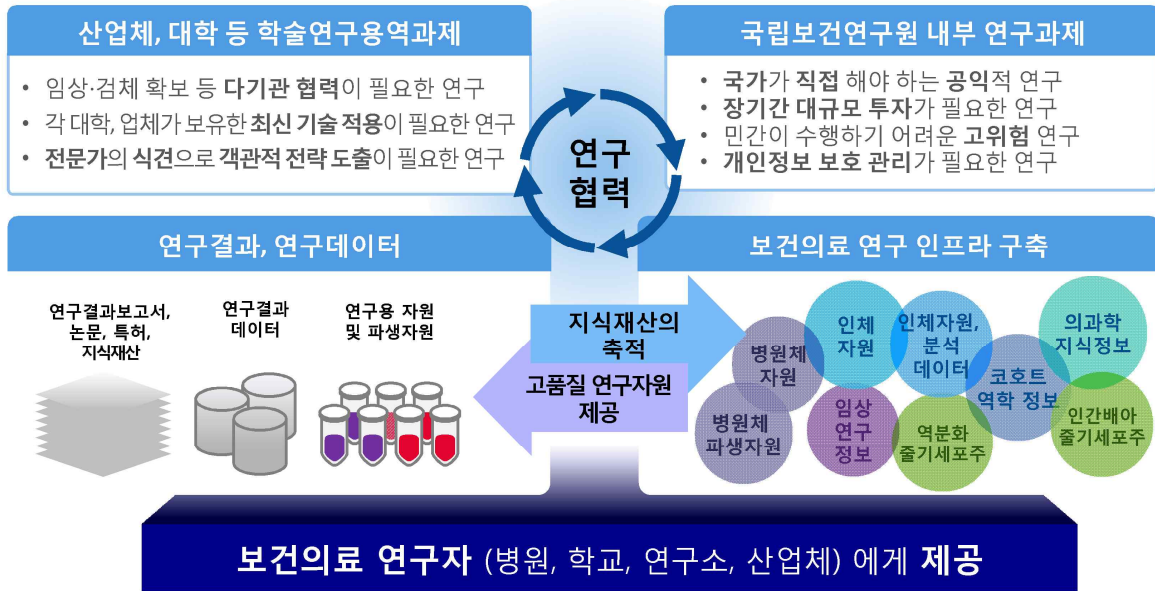 산업체, 대학 등 학술연구용역과제
• 임상·검체 확보 등 다기관 협력이 필요한 연구
• 각 대학, 업체가 보유한 최신 기술 적용이 필요한 연구
• 전문가의 식견으로 객관적 전략 도출이 필요한 연구
연구
협력
국립보건연구원 내부 연구과제
• 국가가 직접 해야 하는 공익적 연구
• 장기간 대규모 투자가 필요한 연구
• 민간이 수행하기 어려운 고위험 연구
• 개인정보 보호 관리가 필요한 연구
연구결과, 연구데이터
연구결과보고서,
논문, 특허,
지식재산
연구결과
데이터
연구용 자원
및 파생자원
지식재산의
축적
고품질 연구자원
제공
보건의료 연구 인프라 구축
병원체
자원
병원체
파생자원
인체
자원
임상
연구
정보
인체자원,
분석
데이터
역분화
줄기세포주
코호트
역학 정보
의과학
지식정보
인간배아
줄기세포주
보건의료 연구자 (병원, 학교, 연구소, 산업체) 에게 제공